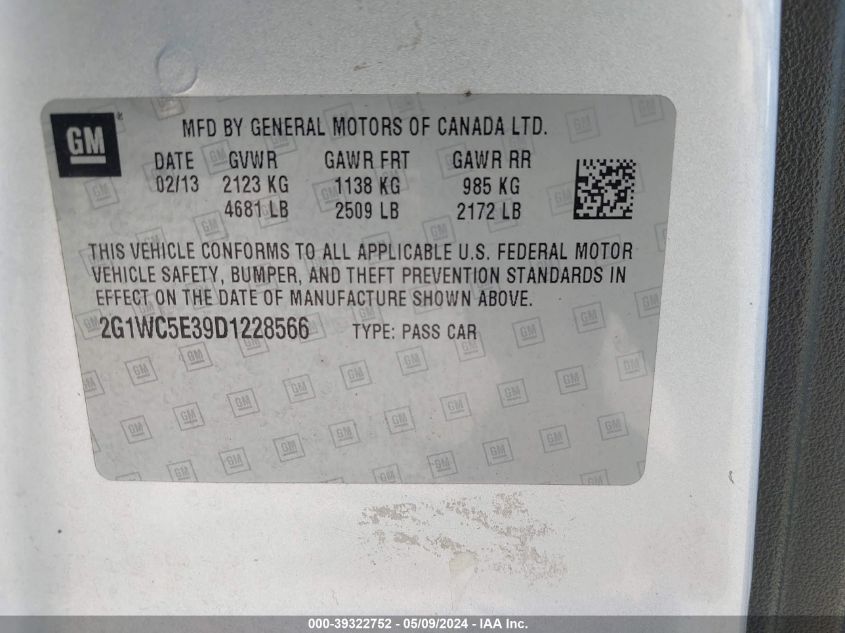 GM
MFD BY GENERAL MOTORS OF CANADA LTD.
DATE GVWR GAWR FRT GAWR RR
02/13 2123 KG 1138 KG 985 KG
4681 LB 2509 LB 2172 LB
THIS VEHICLE CONFORMS TO ALL APPLICABLE U.S. FEDERAL MOTOR
VEHICLE SAFETY, BUMPER, AND THEFT PREVENTION STANDARDS IN
EFFECT ON THE DATE OF MANUFACTURE SHOWN ABOVE.
2G1WC5E39D1228566 TYPE: PASS CAR
000-39322752 - 05/09/2024 - IAA Inc.